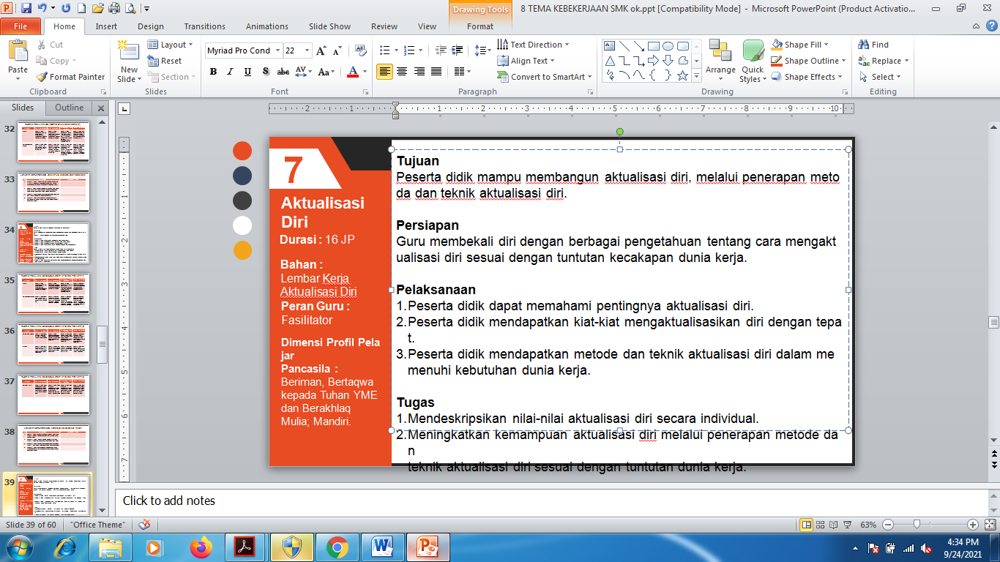 8 TEMA KEBEKERJAAN SMK ok.ppt [Compatibility Mode] - Microsoft PowerPoint (Product Activatio...
Drawing Tools
File Home Insert Design Transitions Animations Slide Show Review View Format
Paste
Cut
Copy
Format Painter
Clipboard
New Slide
Layout
Reset
Section
Slides
Myriad Pro Cond 22
Font
Text Direction
Align Text
Convert to SmartArt
Paragraph
Arrange
Quick Styles
Shape Fill
Shape Outline
Shape Effects
Drawing
Find
Replace
Select
Editing
Slides Outline
32
33
34
35
36
37
38
39
7
Aktualisasi
Diri
Durasi : 16 JP
Bahan :
Lembar Kerja
Aktualisasi Diri
Peran Guru :
Fasilitator
Dimensi Profil Pela
jar
Pancasila :
Beriman, Bertaqwa
kepada Tuhan YME
dan Berakhlaq
Mulia; Mandiri.
Tujuan
Peserta didik mampu membangun aktualisasi diri, melalui penerapan meto
da dan teknik aktualisasi diri.
Persiapan
Guru membekali diri dengan berbagai pengetahuan tentang cara mengakt
ualisasi diri sesuai dengan tuntutan kecakapan dunia kerja.
Pelaksanaan
1.Peserta didik dapat memahami pentingnya aktualisasi diri.
2.Peserta didik mendapatkan kiat-kiat mengaktualisasikan diri dengan tepa
t.
3.Peserta didik mendapatkan metode dan teknik aktualisasi diri dalam me
menuhi kebutuhan dunia kerja.
Tugas
1.Mendeskripsikan nilai-nilai aktualisasi diri secara individual.
2.Meningkatkan kemampuan aktualisasi diri melalui penerapan metode da
n
teknik aktualisasi diri sesuai dengan tuntutan dunia kerja.
Click to add notes
Slide 39 of 60 "Office Theme" 63%
4:34 PM
9/24/2021